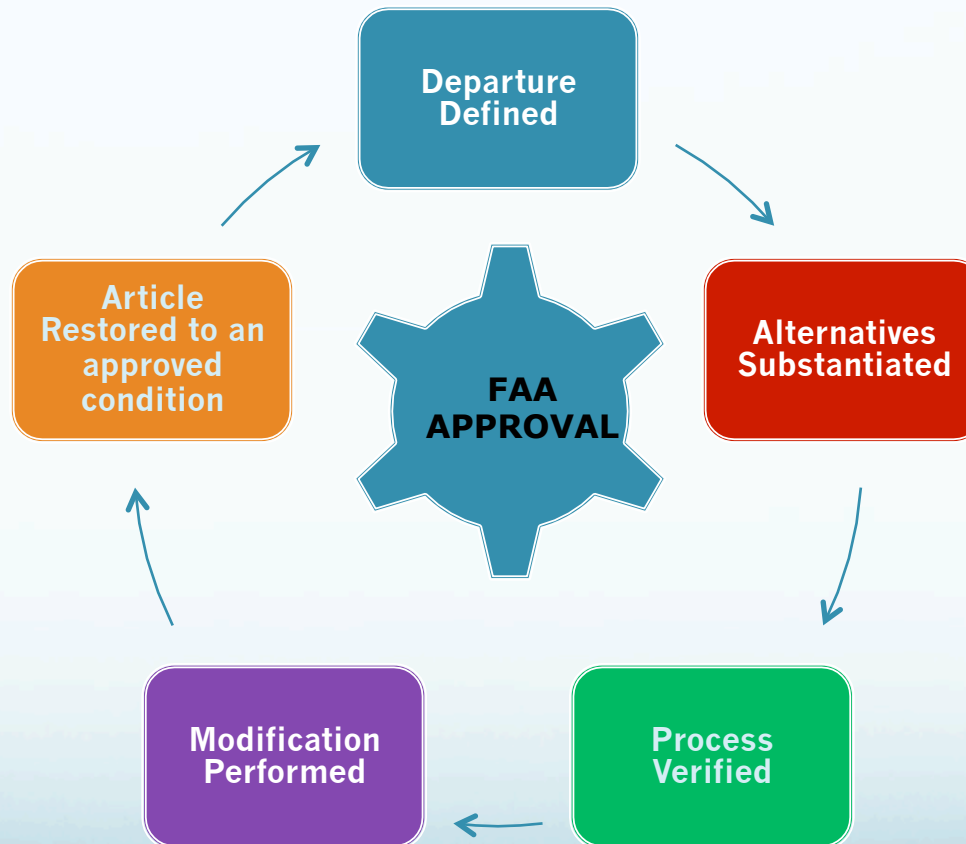 Departure
Defined
Article
Restored to an
approved
condition
Alternatives
Substantiated
FAA
APPROVAL
Modification
Performed
Process
Verified